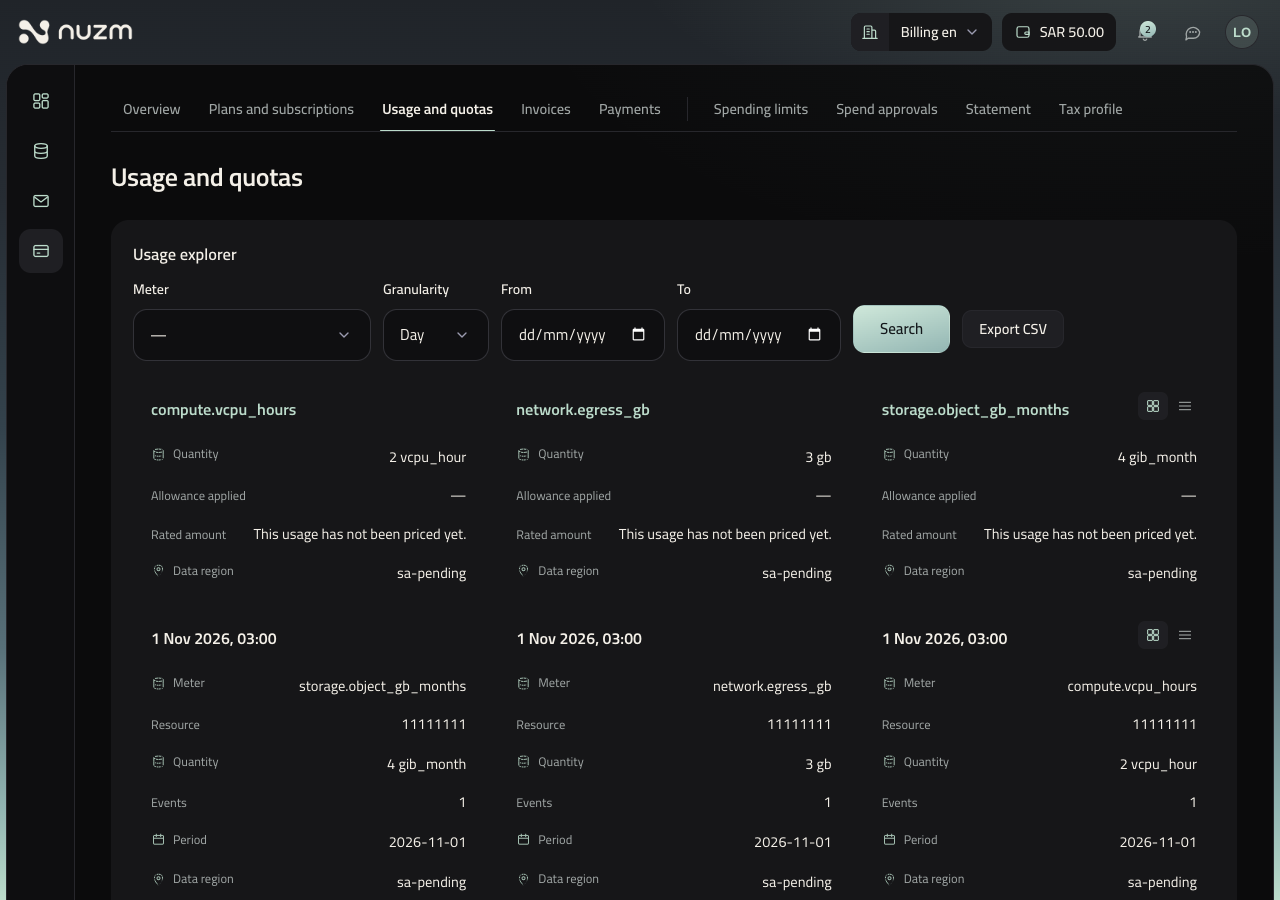 nuzm
Billing en
SAR 50.00
2
LO
Overview
Plans and subscriptions
Usage and quotas
Invoices
Payments
Spending limits
Spend approvals
Statement
Tax profile
Usage and quotas
Usage explorer
Meter
Granularity
From
To
—
Day
dd/mm/yyyy
dd/mm/yyyy
Search
Export CSV
compute.vcpu_hours
Quantity 2 vcpu_hour
Allowance applied —
Rated amount This usage has not been priced yet.
Data region sa-pending
network.egress_gb
Quantity 3 gb
Allowance applied —
Rated amount This usage has not been priced yet.
Data region sa-pending
storage.object_gb_months
Quantity 4 gib_month
Allowance applied —
Rated amount This usage has not been priced yet.
Data region sa-pending
1 Nov 2026, 03:00
Meter storage.object_gb_months
Resource 11111111
Quantity 4 gib_month
Events 1
Period 2026-11-01
Data region sa-pending
1 Nov 2026, 03:00
Meter network.egress_gb
Resource 11111111
Quantity 3 gb
Events 1
Period 2026-11-01
Data region sa-pending
1 Nov 2026, 03:00
Meter compute.vcpu_hours
Resource 11111111
Quantity 2 vcpu_hour
Events 1
Period 2026-11-01
Data region sa-pending